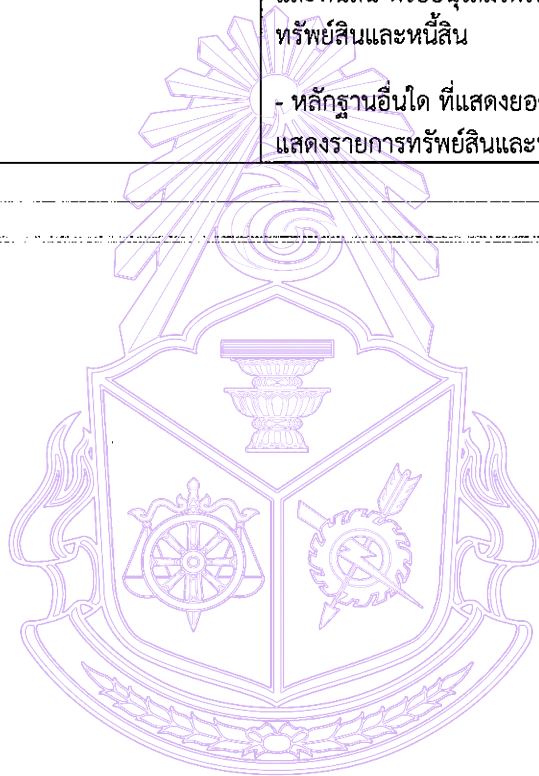 ทรัพย์สินและหนี้สิน
- หลักฐานอื่นใด ที่แสดงยอ
แสดงรายการทรัพย์สินและ